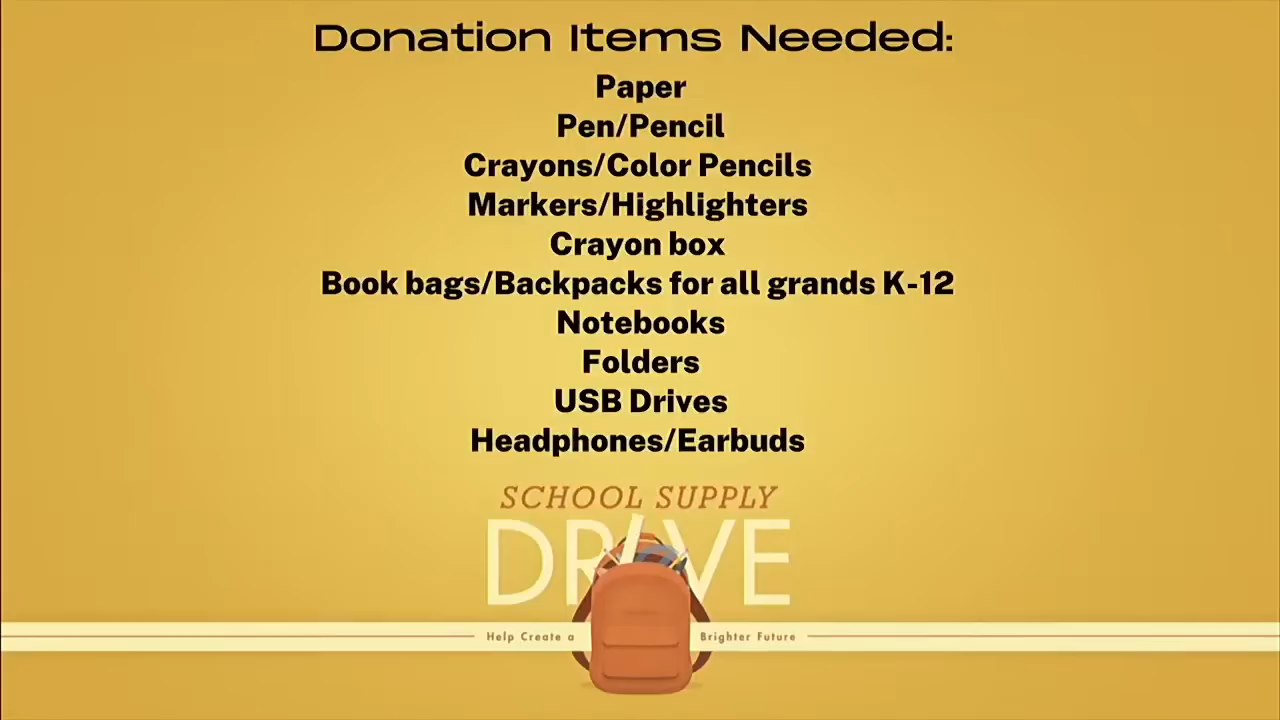 Donation Items Needed:
Paper
Pen/Pencil
Crayons/Color Pencils
Markers/Highlighters
Crayon box
Book bags/Backpacks for all grands K-12
Notebooks
Folders
USB Drives
Headphones/Earbuds
SCHOOL SUPPLY
DRIVE
Help Create a Brighter Future